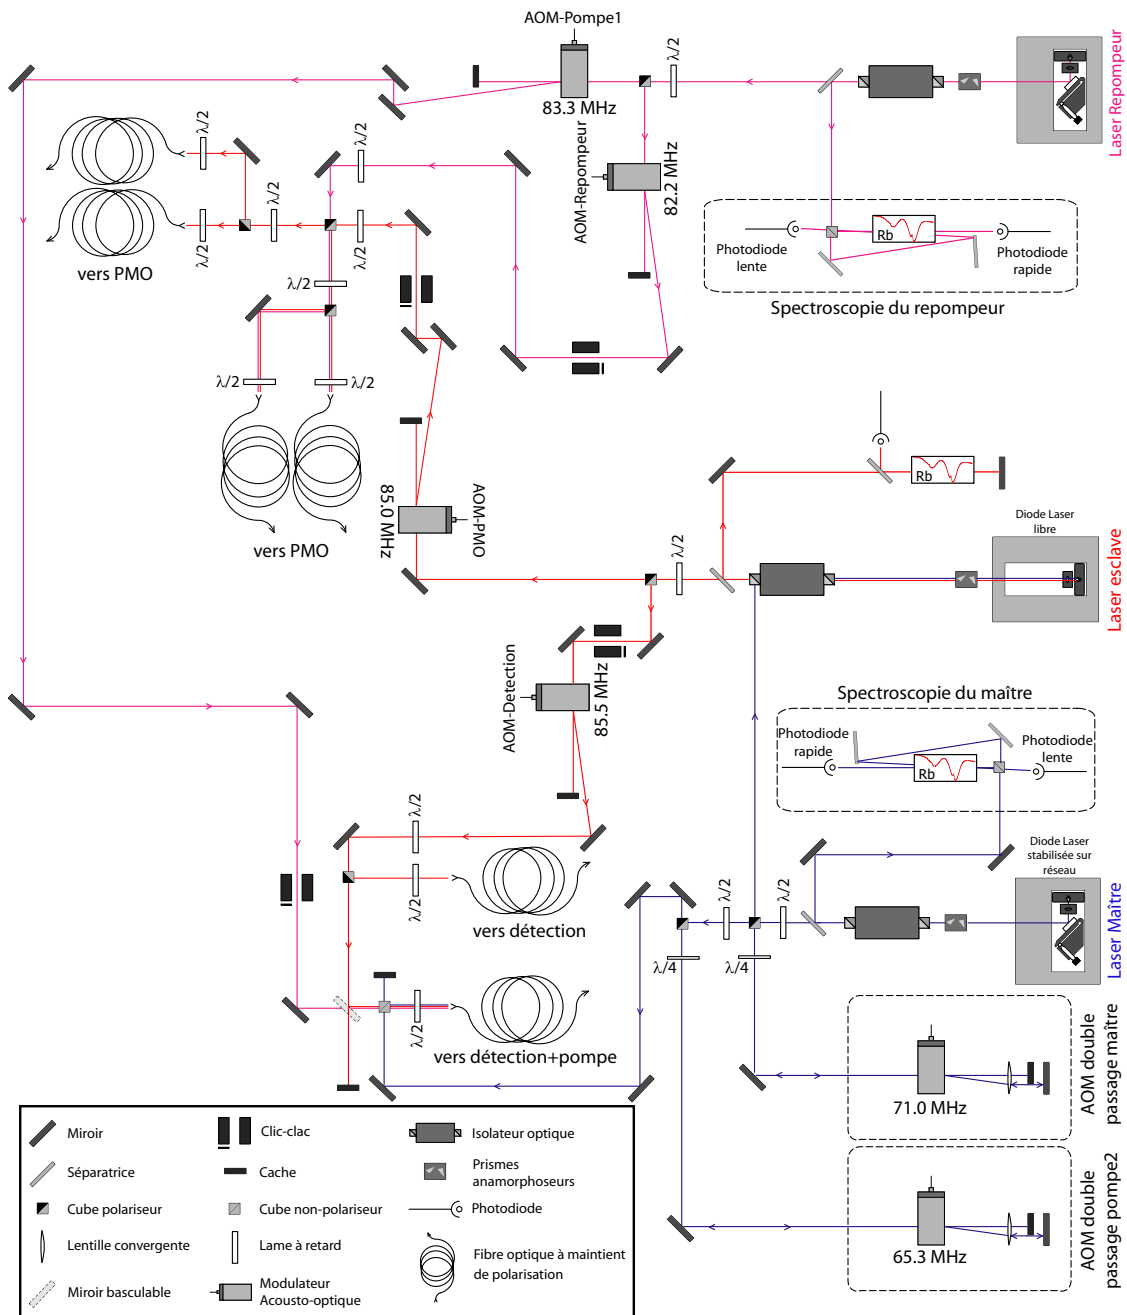 AOM-Pompe1
λ/2
83.3 MHz
Laser Repompeur
λ/2
λ/2
λ/2
AOM-Repompeur
82.2 MHz
Rb
Photodiode
lente
Photodiode
rapide
Spectroscopie du repompeur
λ/2
λ/2
λ/2
vers PMO
λ/2
λ/2
λ/2
vers PMO
85.0 MHz
AOM-PMO
Rb
λ/2
Diode Laser
libre
Laser esclave
AOM-Detection
85.5 MHz
Spectroscopie du maître
Photodiode
rapide
Photodiode
lente
Rb
λ/2
λ/2
vers détection
λ/2
λ/2
Diode Laser
stabilisée sur
réseau
Laser Maître
λ/4
λ/4
λ/2
vers détection+pompe
71.0 MHz
AOM double
passage maître
65.3 MHz
AOM double
passage pompe2
Miroir
Clic-clac
Isolateur optique
Séparatrice
Cache
Prismes
anamorphoseurs
Cube polariseur
Cube non-polariseur
Photodiode
Lentille convergente
Lame à retard
Fibre optique à maintient
de polarisation
Miroir basculable
Modulateur
Acousto-optique